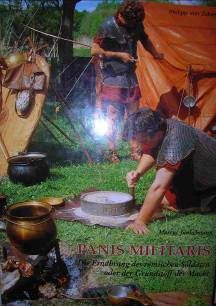 Marcus Junkelmann
PANIS MILITARIS
Die Ernährung des römischen Soldaten
oder der Grundstoff der Macht